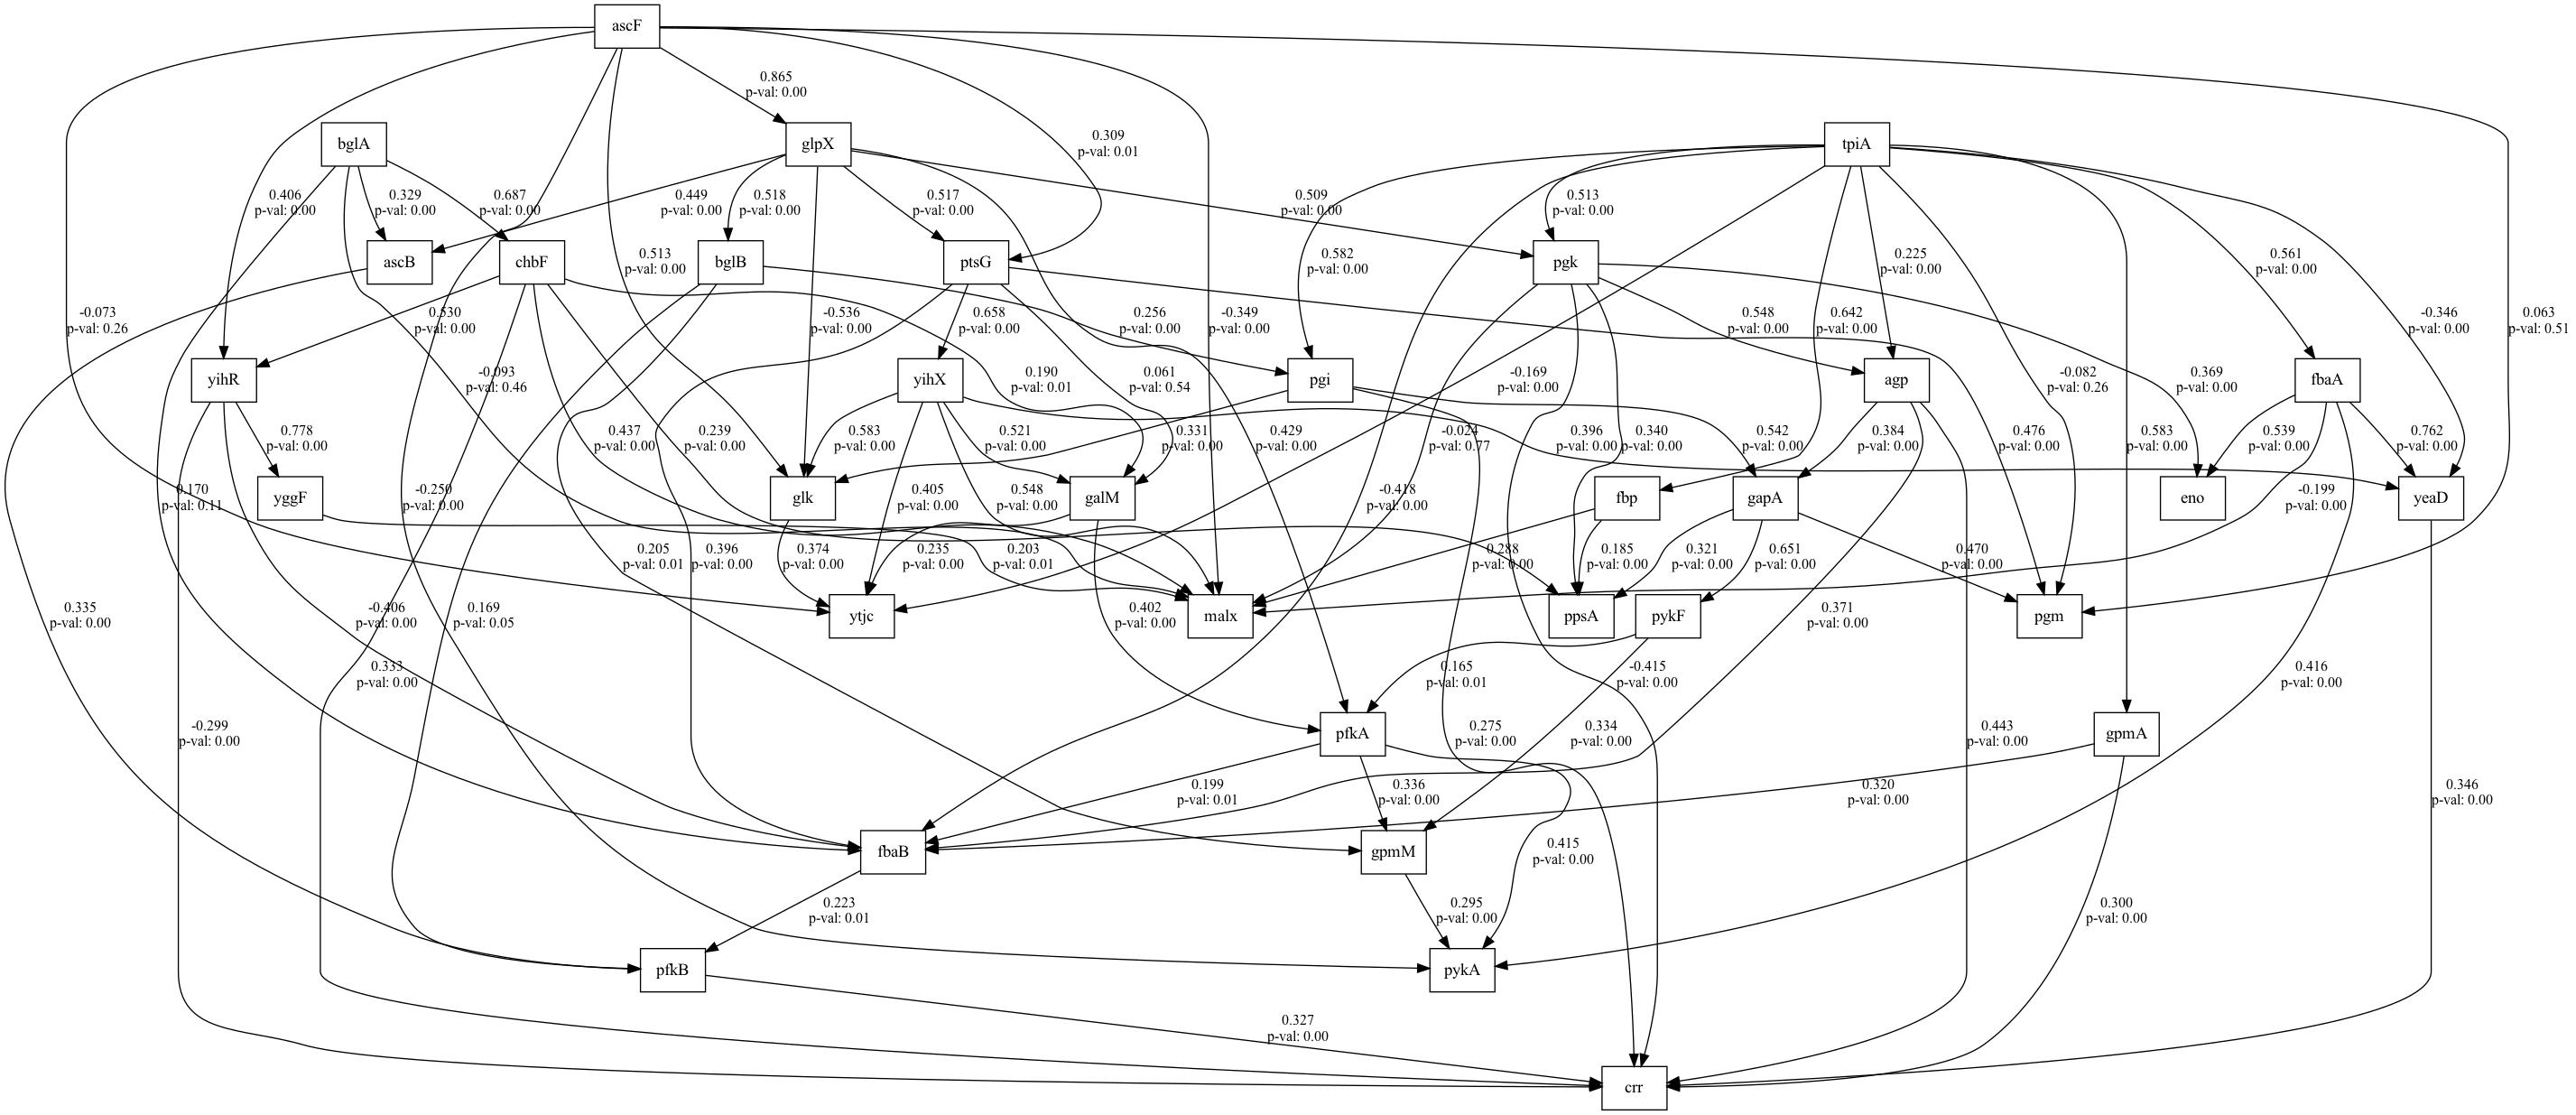 ascF
0.865
p-val: 0.00
bglA
glpX
0.309
p-val: 0.01
tpiA
0.406
p-val: 0.00
0.329
p-val: 0.00
0.687
p-val: 0.00
0.449
p-val: 0.00
0.518
p-val: 0.00
0.517
p-val: 0.00
0.509
p-val: 0.00
0.513
p-val: 0.00
ascB
chbF
0.513
p-val: 0.00
bglB
ptsG
pgk
0.582
p-val: 0.00
0.225
p-val: 0.00
0.561
p-val: 0.00
-0.073
p-val: 0.26
0.530
p-val: 0.00
-0.536
p-val: 0.00
0.658
p-val: 0.00
0.256
p-val: 0.00
-0.349
p-val: 0.00
0.548
p-val: 0.00
0.642
p-val: 0.00
-0.346
p-val: 0.00
0.063
p-val: 0.51
yihR
-0.093
p-val: 0.46
yihX
0.190
p-val: 0.01
0.061
p-val: 0.54
pgi
-0.169
p-val: 0.00
agp
-0.082
p-val: 0.26
0.369
p-val: 0.00
fbaA
0.778
p-val: 0.00
0.437
p-val: 0.00
0.239
p-val: 0.00
0.583
p-val: 0.00
0.521
p-val: 0.00
0.331
p-val: 0.00
0.429
p-val: 0.00
-0.024
p-val: 0.77
0.396
p-val: 0.00
0.340
p-val: 0.00
0.542
p-val: 0.00
0.384
p-val: 0.00
0.476
p-val: 0.00
0.583
p-val: 0.00
0.539
p-val: 0.00
0.762
p-val: 0.00
0.170
p-val: 0.11
yggF
-0.250
p-val: 0.00
glk
0.405
p-val: 0.00
0.548
p-val: 0.00
galM
-0.418
p-val: 0.00
fbp
gapA
eno
-0.199
p-val: 0.00
yeaD
0.205
p-val: 0.01
0.396
p-val: 0.00
0.374
p-val: 0.00
0.235
p-val: 0.00
0.203
p-val: 0.01
0.288
p-val: 0.00
0.185
p-val: 0.00
0.321
p-val: 0.00
0.651
p-val: 0.00
0.470
p-val: 0.00
0.335
p-val: 0.00
-0.406
p-val: 0.00
0.169
p-val: 0.05
ytjc
0.402
p-val: 0.00
malx
ppsA
pykF
0.371
p-val: 0.00
pgm
0.333
p-val: 0.00
0.165
p-val: 0.01
-0.415
p-val: 0.00
0.416
p-val: 0.00
-0.299
p-val: 0.00
pfkA
0.275
p-val: 0.00
0.334
p-val: 0.00
0.443
p-val: 0.00
gpmA
0.199
p-val: 0.01
0.336
p-val: 0.00
0.320
p-val: 0.00
0.346
p-val: 0.00
fbaB
gpmM
0.415
p-val: 0.00
0.223
p-val: 0.01
0.295
p-val: 0.00
0.300
p-val: 0.00
pfkB
pykA
0.327
p-val: 0.00
crr